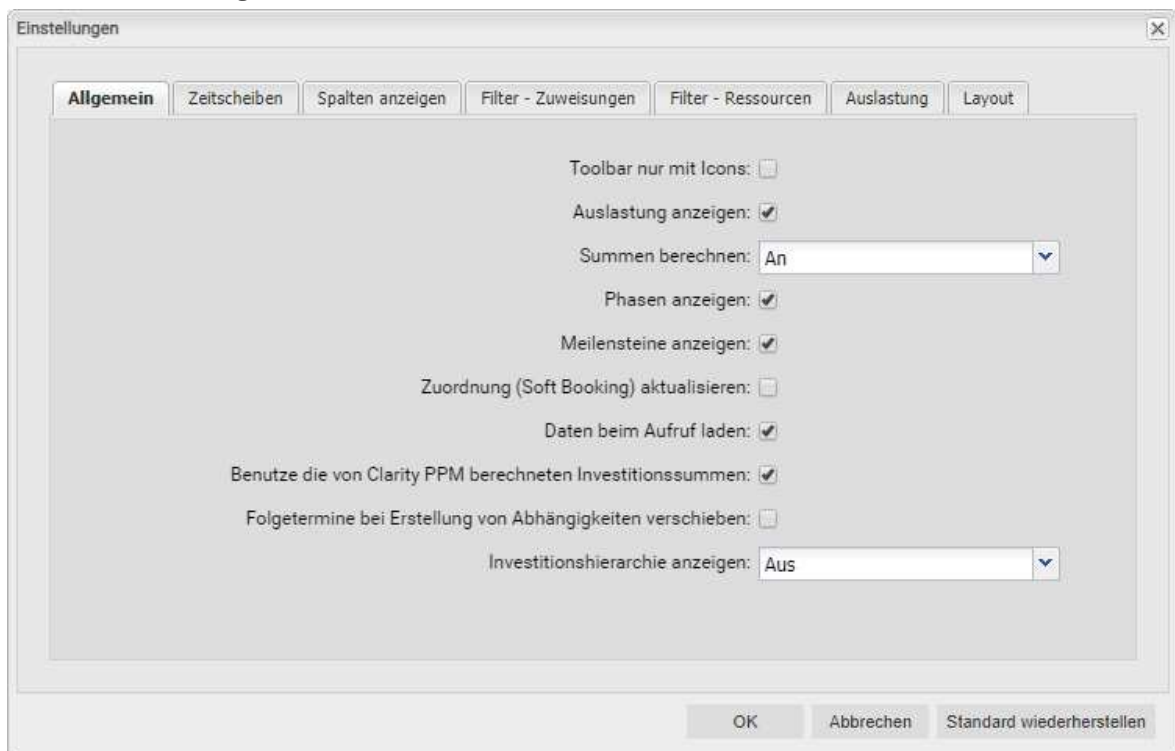 Einstellungen
Allgemein Zeitscheiben Spalten anzeigen Filter - Zuweisungen Filter - Ressourcen Auslastung Layout
Toolbar nur mit Icons:
Auslastung anzeigen:
Summen berechnen: An
Phasen anzeigen:
Meilensteine anzeigen:
Zuordnung (Soft Booking) aktualisieren:
Daten beim Aufruf laden:
Benutze die von Clarity PPM berechneten Investitionssummen:
Folgetermine bei Erstellung von Abhängigkeiten verschieben:
Investitionshierarchie anzeigen: Aus
OK Abbrechen Standard wiederherstellen